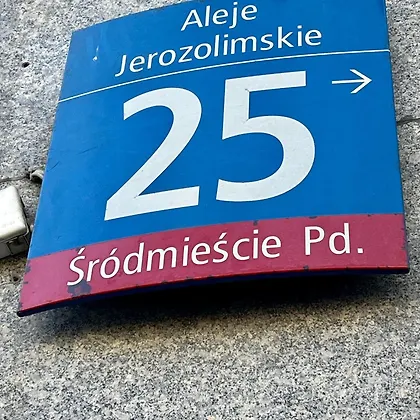 Aleje
Jerozolimskie
25 →
Śródmieście Pd.